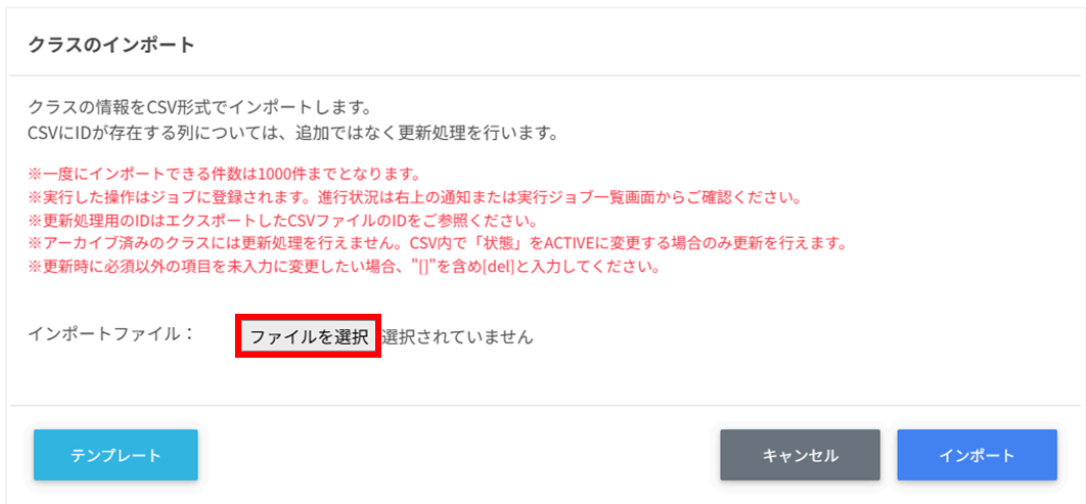 クラスのインポート
クラスの情報をCSV形式でインポートします。
CSVにIDが存在する列については、追加ではなく更新処理を行います。
※一度にインポートできる件数は1000件までとなります。
※実行した操作はジョブに登録されます。進行状況は右上の通知または実行ジョブ一覧画面からご確認ください。
※更新処理用のIDはエクスポートしたCSVファイルのIDをご参照ください。
※アーカイブ済みのクラスには更新処理を行えません。CSV内で「状態」をACTIVEに変更する場合のみ更新を行えます。
※更新時に必須以外の項目を未入力に変更したい場合、"[]"を含め[del]と入力してください。
インポートファイル： ファイルを選択 選択されていません
テンプレート キャンセル インポート